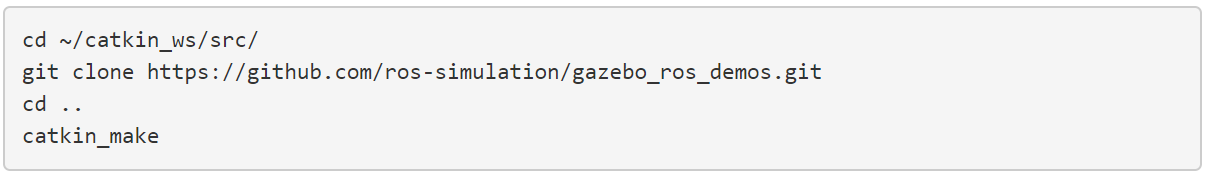 cd ~/catkin_ws/src/
git clone https://github.com/ros-simulation/gazebo_ros_demos.git
cd ..
catkin_make